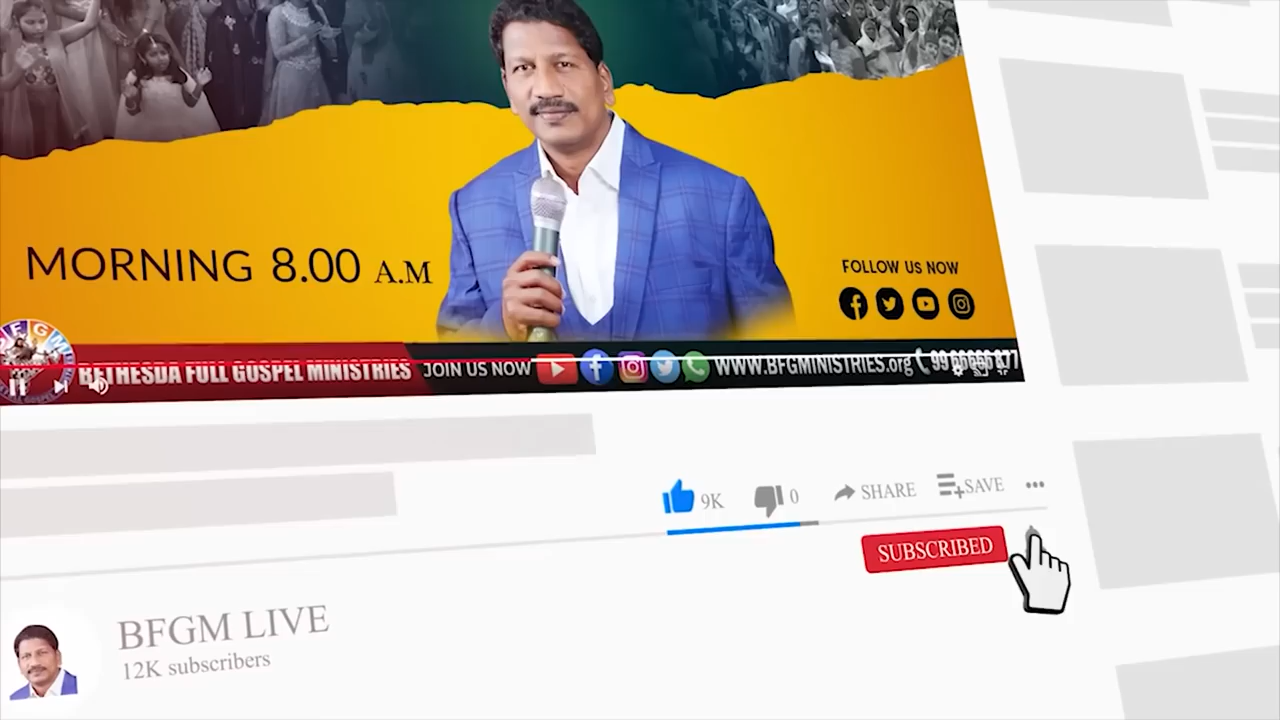 MORNING 8.00 A.M
FOLLOW US NOW
BFGM
BETHESDA FULL GOSPEL MINISTRIES
JOIN US NOW
WWW.BFGMINISTRIES.org
9K
0
SHARE
SAVE
SUBSCRIBED
BFGM LIVE
12K subscribers